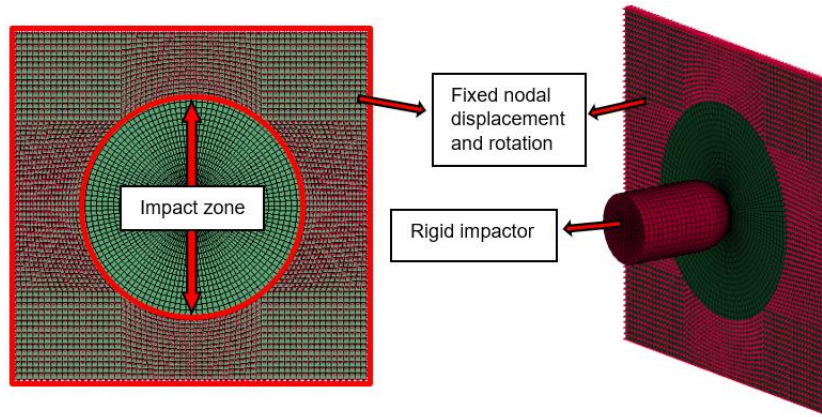 Impact zone
Fixed nodal
displacement
and rotation
Rigid impactor